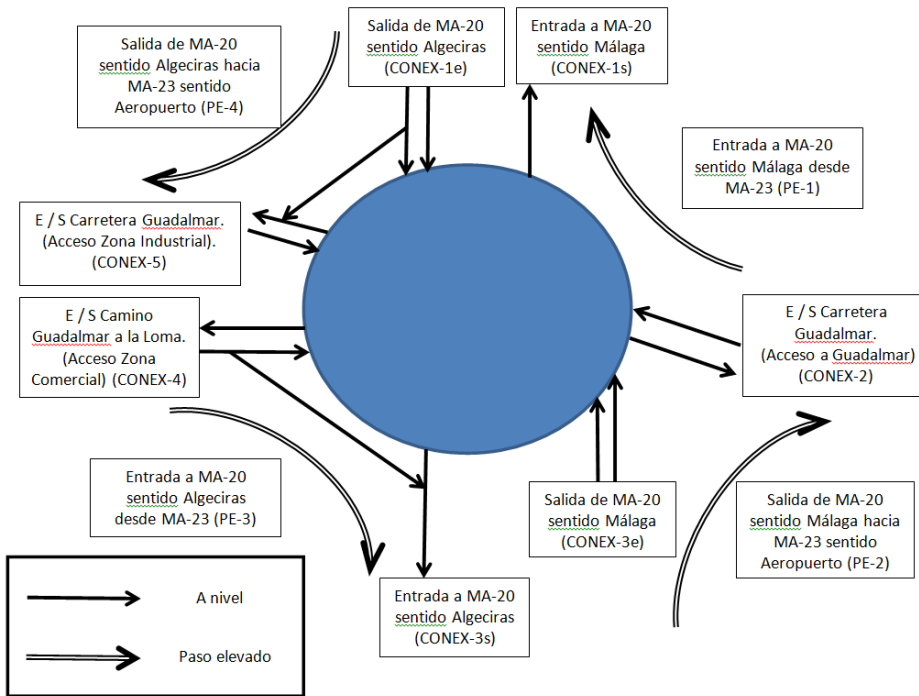 Salida de MA-20
sentido Algeciras hacia
MA-23 sentido
Aeropuerto (PE-4)
Salida de MA-20
sentido Algeciras
(CONEX-1e)
Entrada a MA-20
sentido Málaga
(CONEX-1s)
Entrada a MA-20
sentido Málaga desde
MA-23 (PE-1)
E / S Carretera Guadalmar.
(Acceso Zona Industrial).
(CONEX-5)
E / S Camino
Guadalmar a la Loma.
(Acceso Zona
Comercial) (CONEX-4)
E / S Carretera
Guadalmar.
(Acceso a Guadalmar)
(CONEX-2)
Entrada a MA-20
sentido Algeciras
desde MA-23 (PE-3)
Salida de MA-20
sentido Málaga
(CONEX-3e)
Salida de MA-20
sentido Málaga hacia
MA-23 sentido
Aeropuerto (PE-2)
Entrada a MA-20
sentido Algeciras
(CONEX-3s)
A nivel
Paso elevado